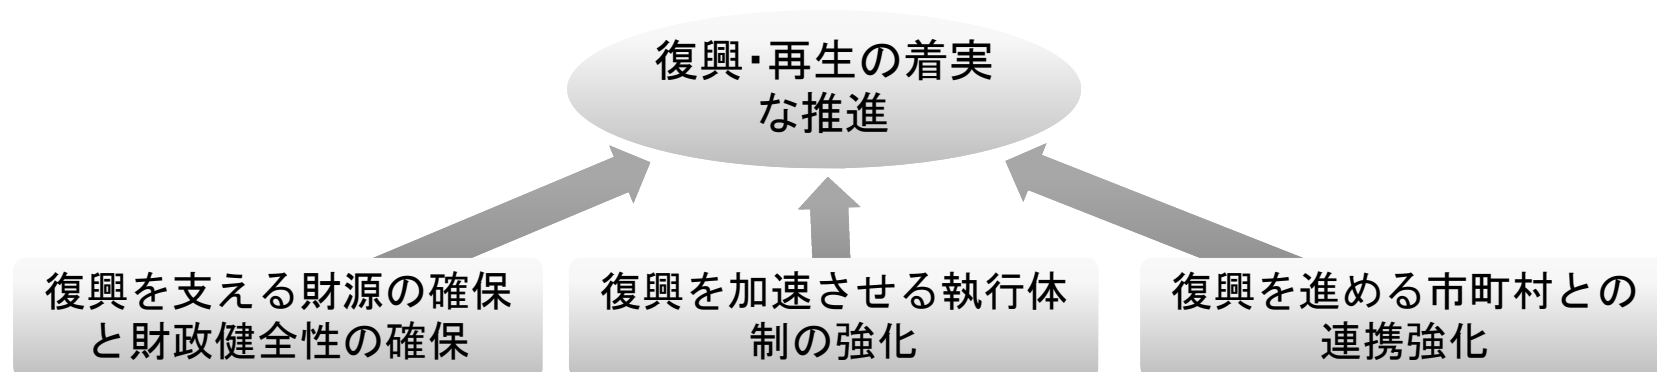 復興・再生の着実
な推進
復興を支える財源の確保
と財政健全性の確保
復興を加速させる執行体
制の強化
復興を進める市町村との
連携強化